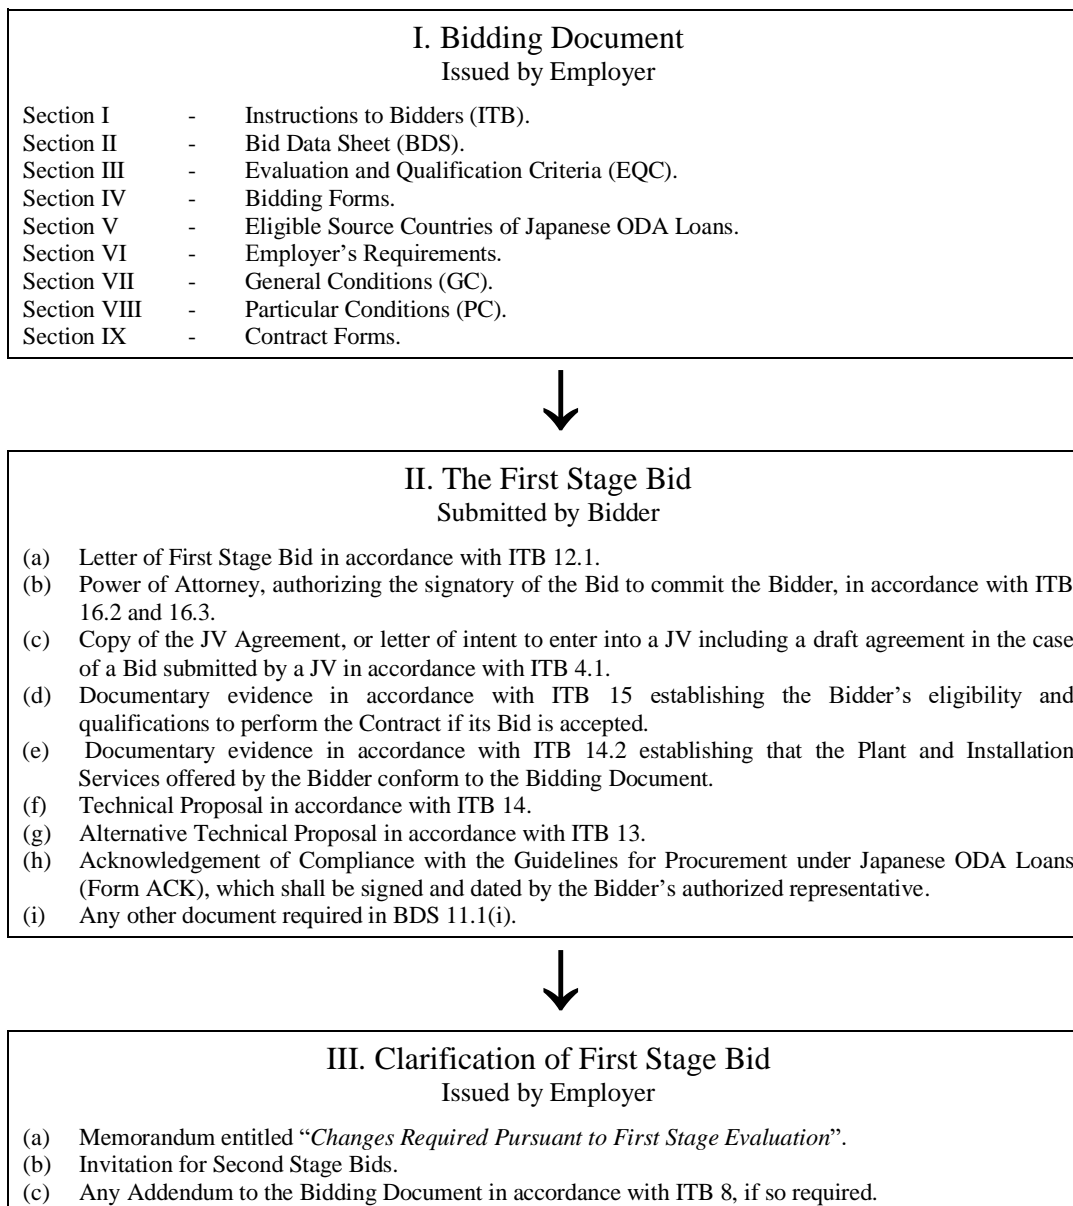 I. Bidding Document
Issued by Employer
Section I - Instructions to Bidders (ITB).
Section II - Bid Data Sheet (BDS).
Section III - Evaluation and Qualification Criteria (EQC).
Section IV - Bidding Forms.
Section V - Eligible Source Countries of Japanese ODA Loans.
Section VI - Employer’s Requirements.
Section VII - General Conditions (GC).
Section VIII - Particular Conditions (PC).
Section IX - Contract Forms.
II. The First Stage Bid
Submitted by Bidder
(a) Letter of First Stage Bid in accordance with ITB 12.1.
(b) Power of Attorney, authorizing the signatory of the Bid to commit the Bidder, in accordance with ITB
16.2 and 16.3.
(c) Copy of the JV Agreement, or letter of intent to enter into a JV including a draft agreement in the case
of a Bid submitted by a JV in accordance with ITB 4.1.
(d) Documentary evidence in accordance with ITB 15 establishing the Bidder’s eligibility and
qualifications to perform the Contract if its Bid is accepted.
(e) Documentary evidence in accordance with ITB 14.2 establishing that the Plant and Installation
Services offered by the Bidder conform to the Bidding Document.
(f) Technical Proposal in accordance with ITB 14.
(g) Alternative Technical Proposal in accordance with ITB 13.
(h) Acknowledgement of Compliance with the Guidelines for Procurement under Japanese ODA Loans
(Form ACK), which shall be signed and dated by the Bidder’s authorized representative.
(i) Any other document required in BDS 11.1(i).
III. Clarification of First Stage Bid
Issued by Employer
(a) Memorandum entitled “Changes Required Pursuant to First Stage Evaluation”.
(b) Invitation for Second Stage Bids.
(c) Any Addendum to the Bidding Document in accordance with ITB 8, if so required.